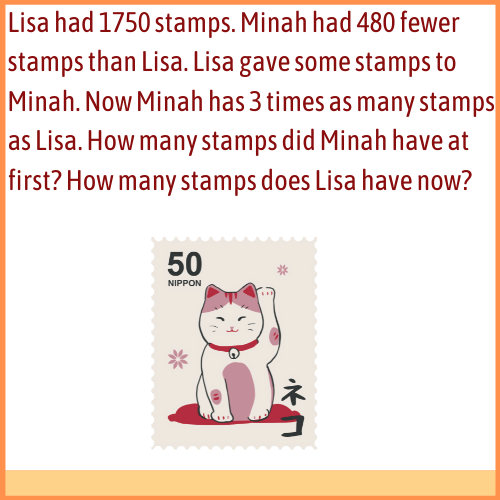 Lisa had 1750 stamps. Minah had 480 fewer
stamps than Lisa. Lisa gave some stamps to
Minah. Now Minah has 3 times as many stamps
as Lisa. How many stamps did Minah have at
first? How many stamps does Lisa have now?
50
NIPPON
ネコ